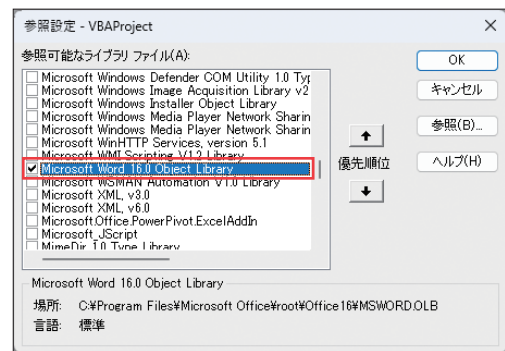 参照設定 - VBAProject
参照可能なライブラリ ファイル(A):
Microsoft Windows Defender COM Utility 1.0 Typ
Microsoft Windows Image Acquisition Library v2
Microsoft Windows Installer Object Library
Microsoft Windows Media Player Network Sharin
Microsoft Windows Media Player Network Sharin
Microsoft WinHTTP Services, version 5.1
Microsoft WMI Scripting V1.2 Library
Microsoft Word 16.0 Object Library
Microsoft WSMAN Automation V1.0 Library
Microsoft XML, v3.0
Microsoft XML, v6.0
Microsoft.Office.PowerPivot.ExcelAddIn
Microsoft_JScript
MimeDir 1.0 Type Library
優先順位
OK
キャンセル
参照(B)...
ヘルプ(H)
Microsoft Word 16.0 Object Library
場所: C:¥Program Files¥Microsoft Office¥root¥Office16¥MSWORD.OLB
言語: 標準